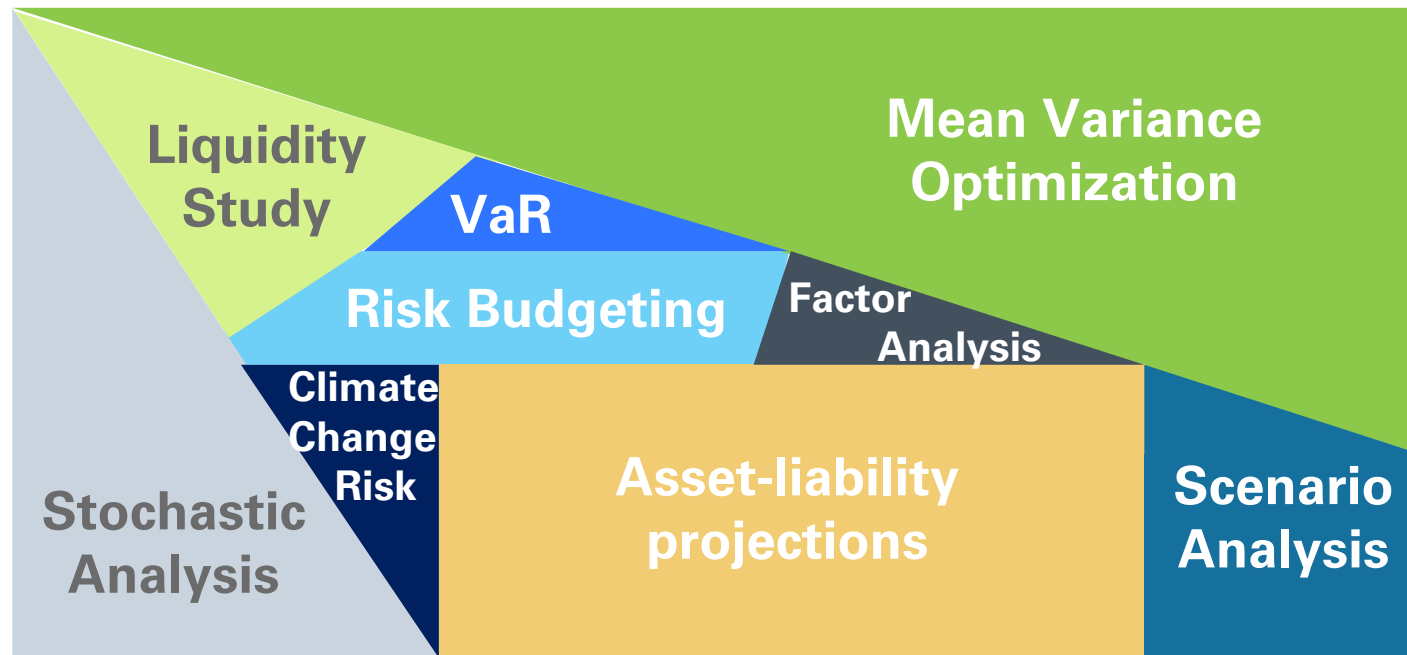 Mean Variance
Optimization
Liquidity
Study
VaR
Risk Budgeting
Factor
Analysis
Climate
Change
Risk
Asset-liability
projections
Scenario
Analysis
Stochastic
Analysis